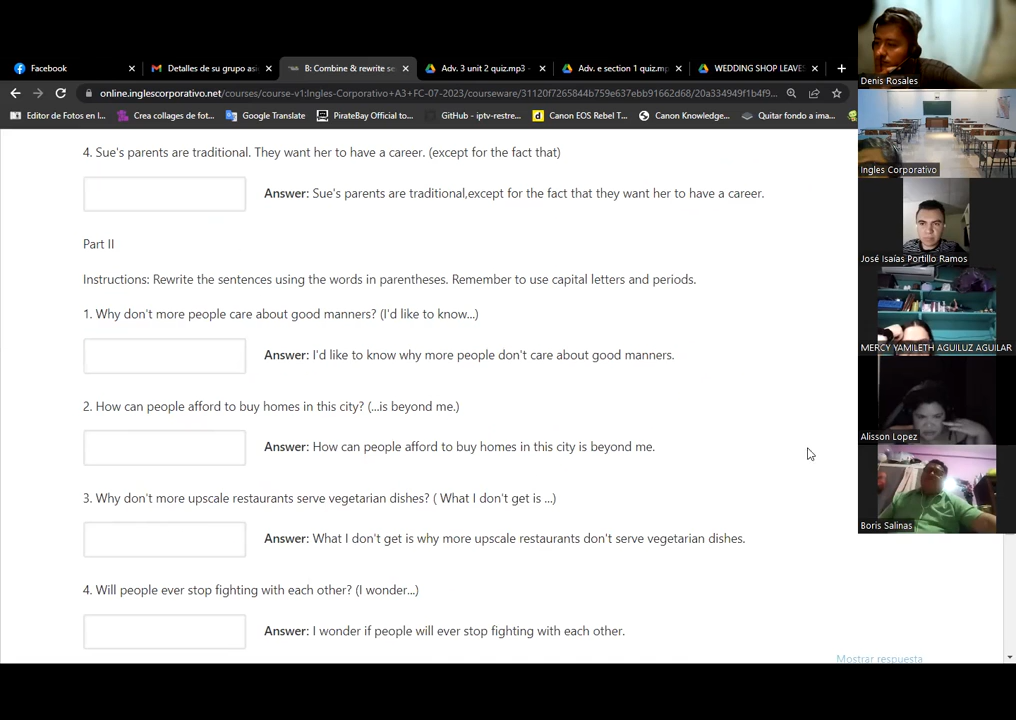 Facebook
Detalles de su grupo asi
B: Combine & rewrite se
Adv. 3 unit 2 quiz.mp3 -
Adv. e section 1 quiz.mp
WEDDING SHOP LEAVE
online.inglescorporativo.net/courses/course-v1:Ingles-Corporativo+A3+FC-07-2023/courseware/31120f7265844b759e637ebb91662d68/20a334949f1b4f9...
Editor de Fotos en l...
Crea collages de fot...
Google Translate
PirateBay Official to...
GitHub - iptv-restre...
Canon EOS Rebel T...
Canon Knowledge...
Quitar fondo a ima...
4. Sue's parents are traditional. They want her to have a career. (except for the fact that)
Answer: Sue's parents are traditional,except for the fact that they want her to have a career.
Part II
Instructions: Rewrite the sentences using the words in parentheses. Remember to use capital letters and periods.
1. Why don't more people care about good manners? (I'd like to know...)
Answer: I'd like to know why more people don't care about good manners.
2. How can people afford to buy homes in this city? (...is beyond me.)
Answer: How can people afford to buy homes in this city is beyond me.
3. Why don't more upscale restaurants serve vegetarian dishes? ( What I don't get is ...)
Answer: What I don't get is why more upscale restaurants don't serve vegetarian dishes.
4. Will people ever stop fighting with each other? (I wonder...)
Answer: I wonder if people will ever stop fighting with each other.
Mostrar respuesta
Denis Rosales
Ingles Corporativo
José Isaías Portillo Ramos
MERCY YAMILETH AGUILUZ AGUILAR
Alisson Lopez
Boris Salinas